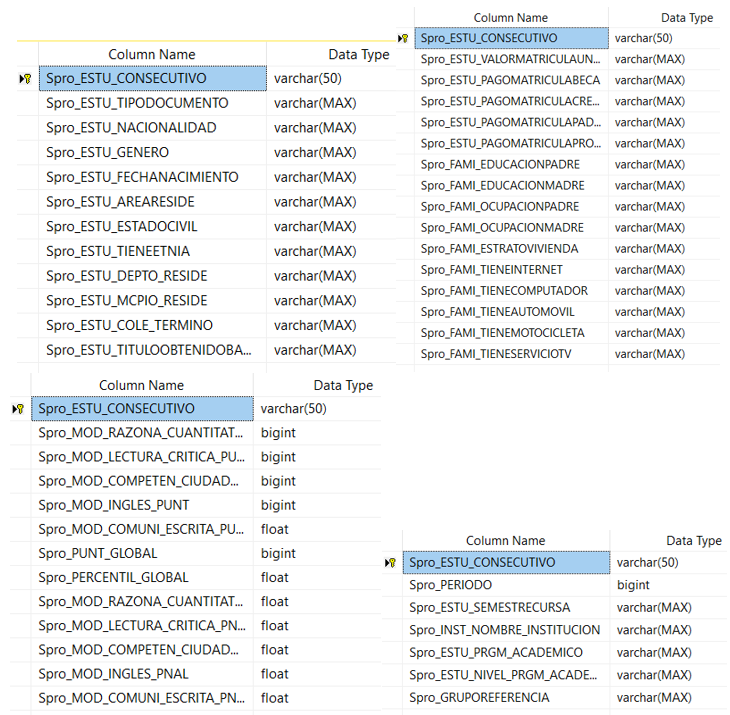 Column Name Data Type
Spro_ESTU_CONSECUTIVO varchar(50)
Spro_ESTU_TIPODOCUMENTO varchar(MAX)
Spro_ESTU_NACIONALIDAD varchar(MAX)
Spro_ESTU_GENERO varchar(MAX)
Spro_ESTU_FECHANACIMIENTO varchar(MAX)
Spro_ESTU_AREARESIDE varchar(MAX)
Spro_ESTU_ESTADOCIVIL varchar(MAX)
Spro_ESTU_TIENEETNIA varchar(MAX)
Spro_ESTU_DEPTO_RESIDE varchar(MAX)
Spro_ESTU_MCPIO_RESIDE varchar(MAX)
Spro_ESTU_COLE_TERMINO varchar(MAX)
Spro_ESTU_TITULOOBTENIDOBA... varchar(MAX)
Column Name Data Type
Spro_ESTU_CONSECUTIVO varchar(50)
Spro_ESTU_VALORMATRICULAUN... varchar(MAX)
Spro_ESTU_PAGOMATRICULABECA varchar(MAX)
Spro_ESTU_PAGOMATRICULACRE... varchar(MAX)
Spro_ESTU_PAGOMATRICULAPAD... varchar(MAX)
Spro_ESTU_PAGOMATRICULAPRO... varchar(MAX)
Spro_FAMI_EDUCACIONPADRE varchar(MAX)
Spro_FAMI_EDUCACIONMADRE varchar(MAX)
Spro_FAMI_OCUPACIONPADRE varchar(MAX)
Spro_FAMI_OCUPACIONMADRE varchar(MAX)
Spro_FAMI_ESTRATOVIVIENDA varchar(MAX)
Spro_FAMI_TIENEINTERNET varchar(MAX)
Spro_FAMI_TIENECOMPUTADOR varchar(MAX)
Spro_FAMI_TIENEAUTOMOVIL varchar(MAX)
Spro_FAMI_TIENEMOTOCICLETA varchar(MAX)
Spro_FAMI_TIENESERVICIOTV varchar(MAX)
Column Name Data Type
Spro_ESTU_CONSECUTIVO varchar(50)
Spro_MOD_RAZONA_CUANTITAT... bigint
Spro_MOD_LECTURA_CRITICA_PU... bigint
Spro_MOD_COMPETEN_CIUDAD... bigint
Spro_MOD_INGLES_PUNT bigint
Spro_MOD_COMUNI_ESCRITA_PU... float
Spro_PUNT_GLOBAL bigint
Spro_PERCENTIL_GLOBAL float
Spro_MOD_RAZONA_CUANTITAT... float
Spro_MOD_LECTURA_CRITICA_PN... float
Spro_MOD_COMPETEN_CIUDAD... float
Spro_MOD_INGLES_PNAL float
Spro_MOD_COMUNI_ESCRITA_PN... float
Column Name Data Type
Spro_ESTU_CONSECUTIVO varchar(50)
Spro_PERIODO bigint
Spro_ESTU_SEMESTRECURSA varchar(MAX)
Spro_INST_NOMBRE_INSTITUCION varchar(MAX)
Spro_ESTU_PRGM_ACADEMICO varchar(MAX)
Spro_ESTU_NIVEL_PRGM_ACADE... varchar(MAX)
Spro_GRUPOREFERENCIA varchar(MAX)